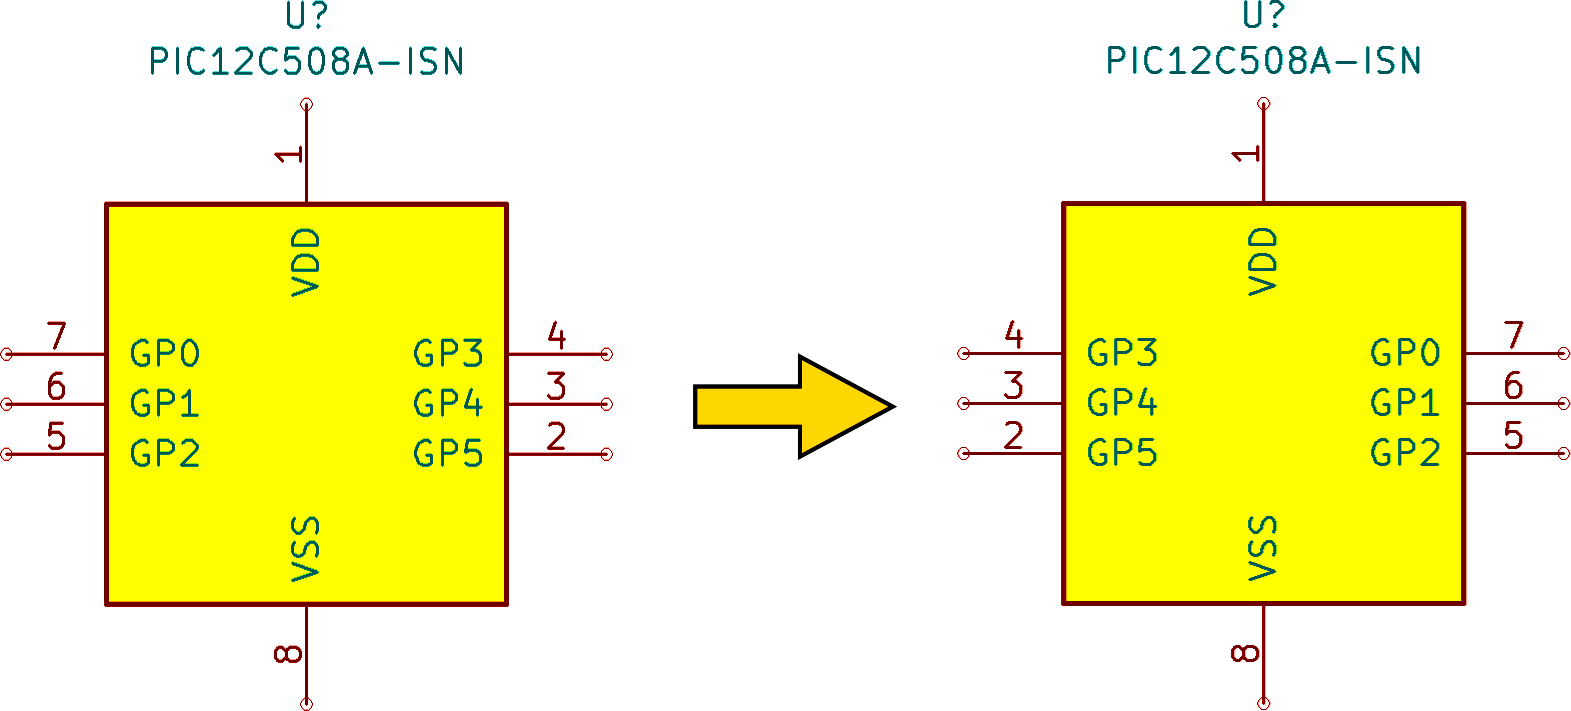 U?
PIC12C508A-ISN
1
VDD
7 GP0 GP3 4
6 GP1 GP4 3
5 GP2 GP5 2
VSS
8
U?
PIC12C508A-ISN
1
VDD
4 GP3 GP0 7
3 GP4 GP1 6
2 GP5 GP2 5
VSS
8